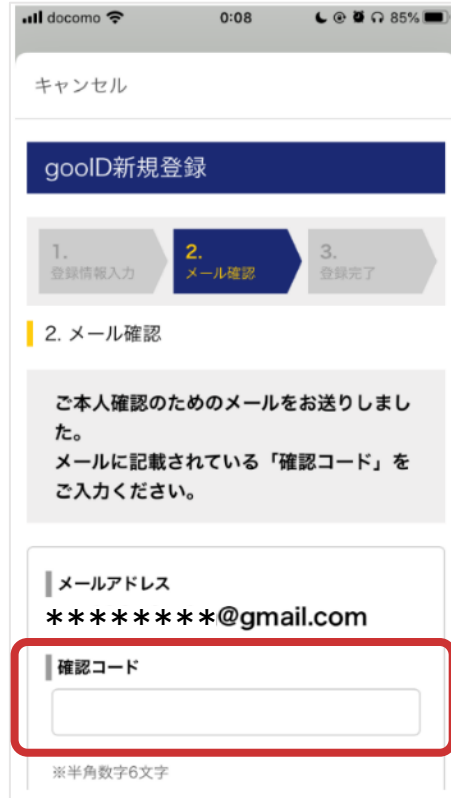 docomo 0:08 85%
キャンセル
gooID新規登録
1. 2. 3.
登録情報入力 メール確認 登録完了
2. メール確認
ご本人確認のためのメールをお送りしまし
た。
メールに記載されている「確認コード」を
ご入力ください。
メールアドレス
********@gmail.com
確認コード
※半角数字6文字